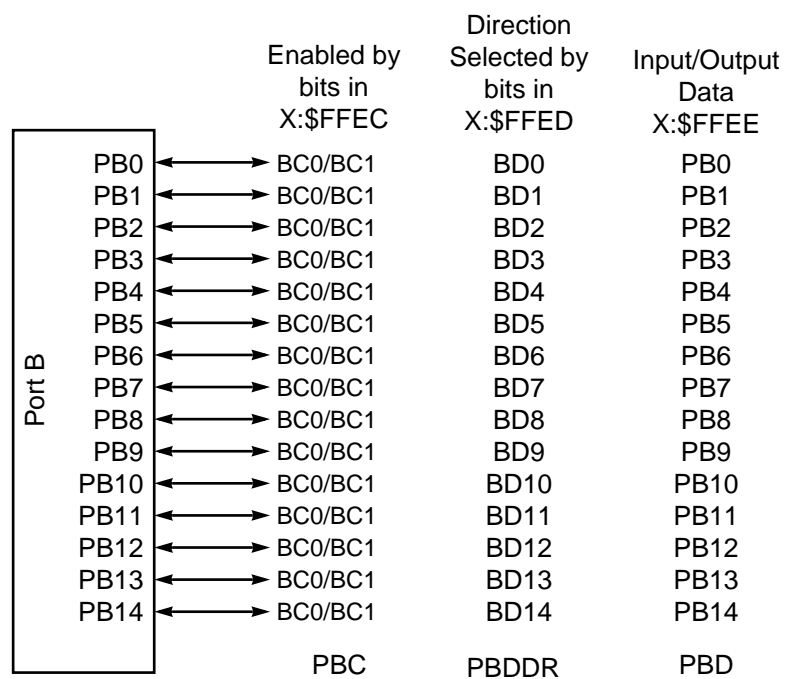 Enabled by
bits in
X:$FFEC
Direction
Selected by
bits in
X:$FFED
Input/Output
Data
X:$FFEE
Port B
PB0 BC0/BC1 BD0 PB0
PB1 BC0/BC1 BD1 PB1
PB2 BC0/BC1 BD2 PB2
PB3 BC0/BC1 BD3 PB3
PB4 BC0/BC1 BD4 PB4
PB5 BC0/BC1 BD5 PB5
PB6 BC0/BC1 BD6 PB6
PB7 BC0/BC1 BD7 PB7
PB8 BC0/BC1 BD8 PB8
PB9 BC0/BC1 BD9 PB9
PB10 BC0/BC1 BD10 PB10
PB11 BC0/BC1 BD11 PB11
PB12 BC0/BC1 BD12 PB12
PB13 BC0/BC1 BD13 PB13
PB14 BC0/BC1 BD14 PB14
PBC PBDDR PBD